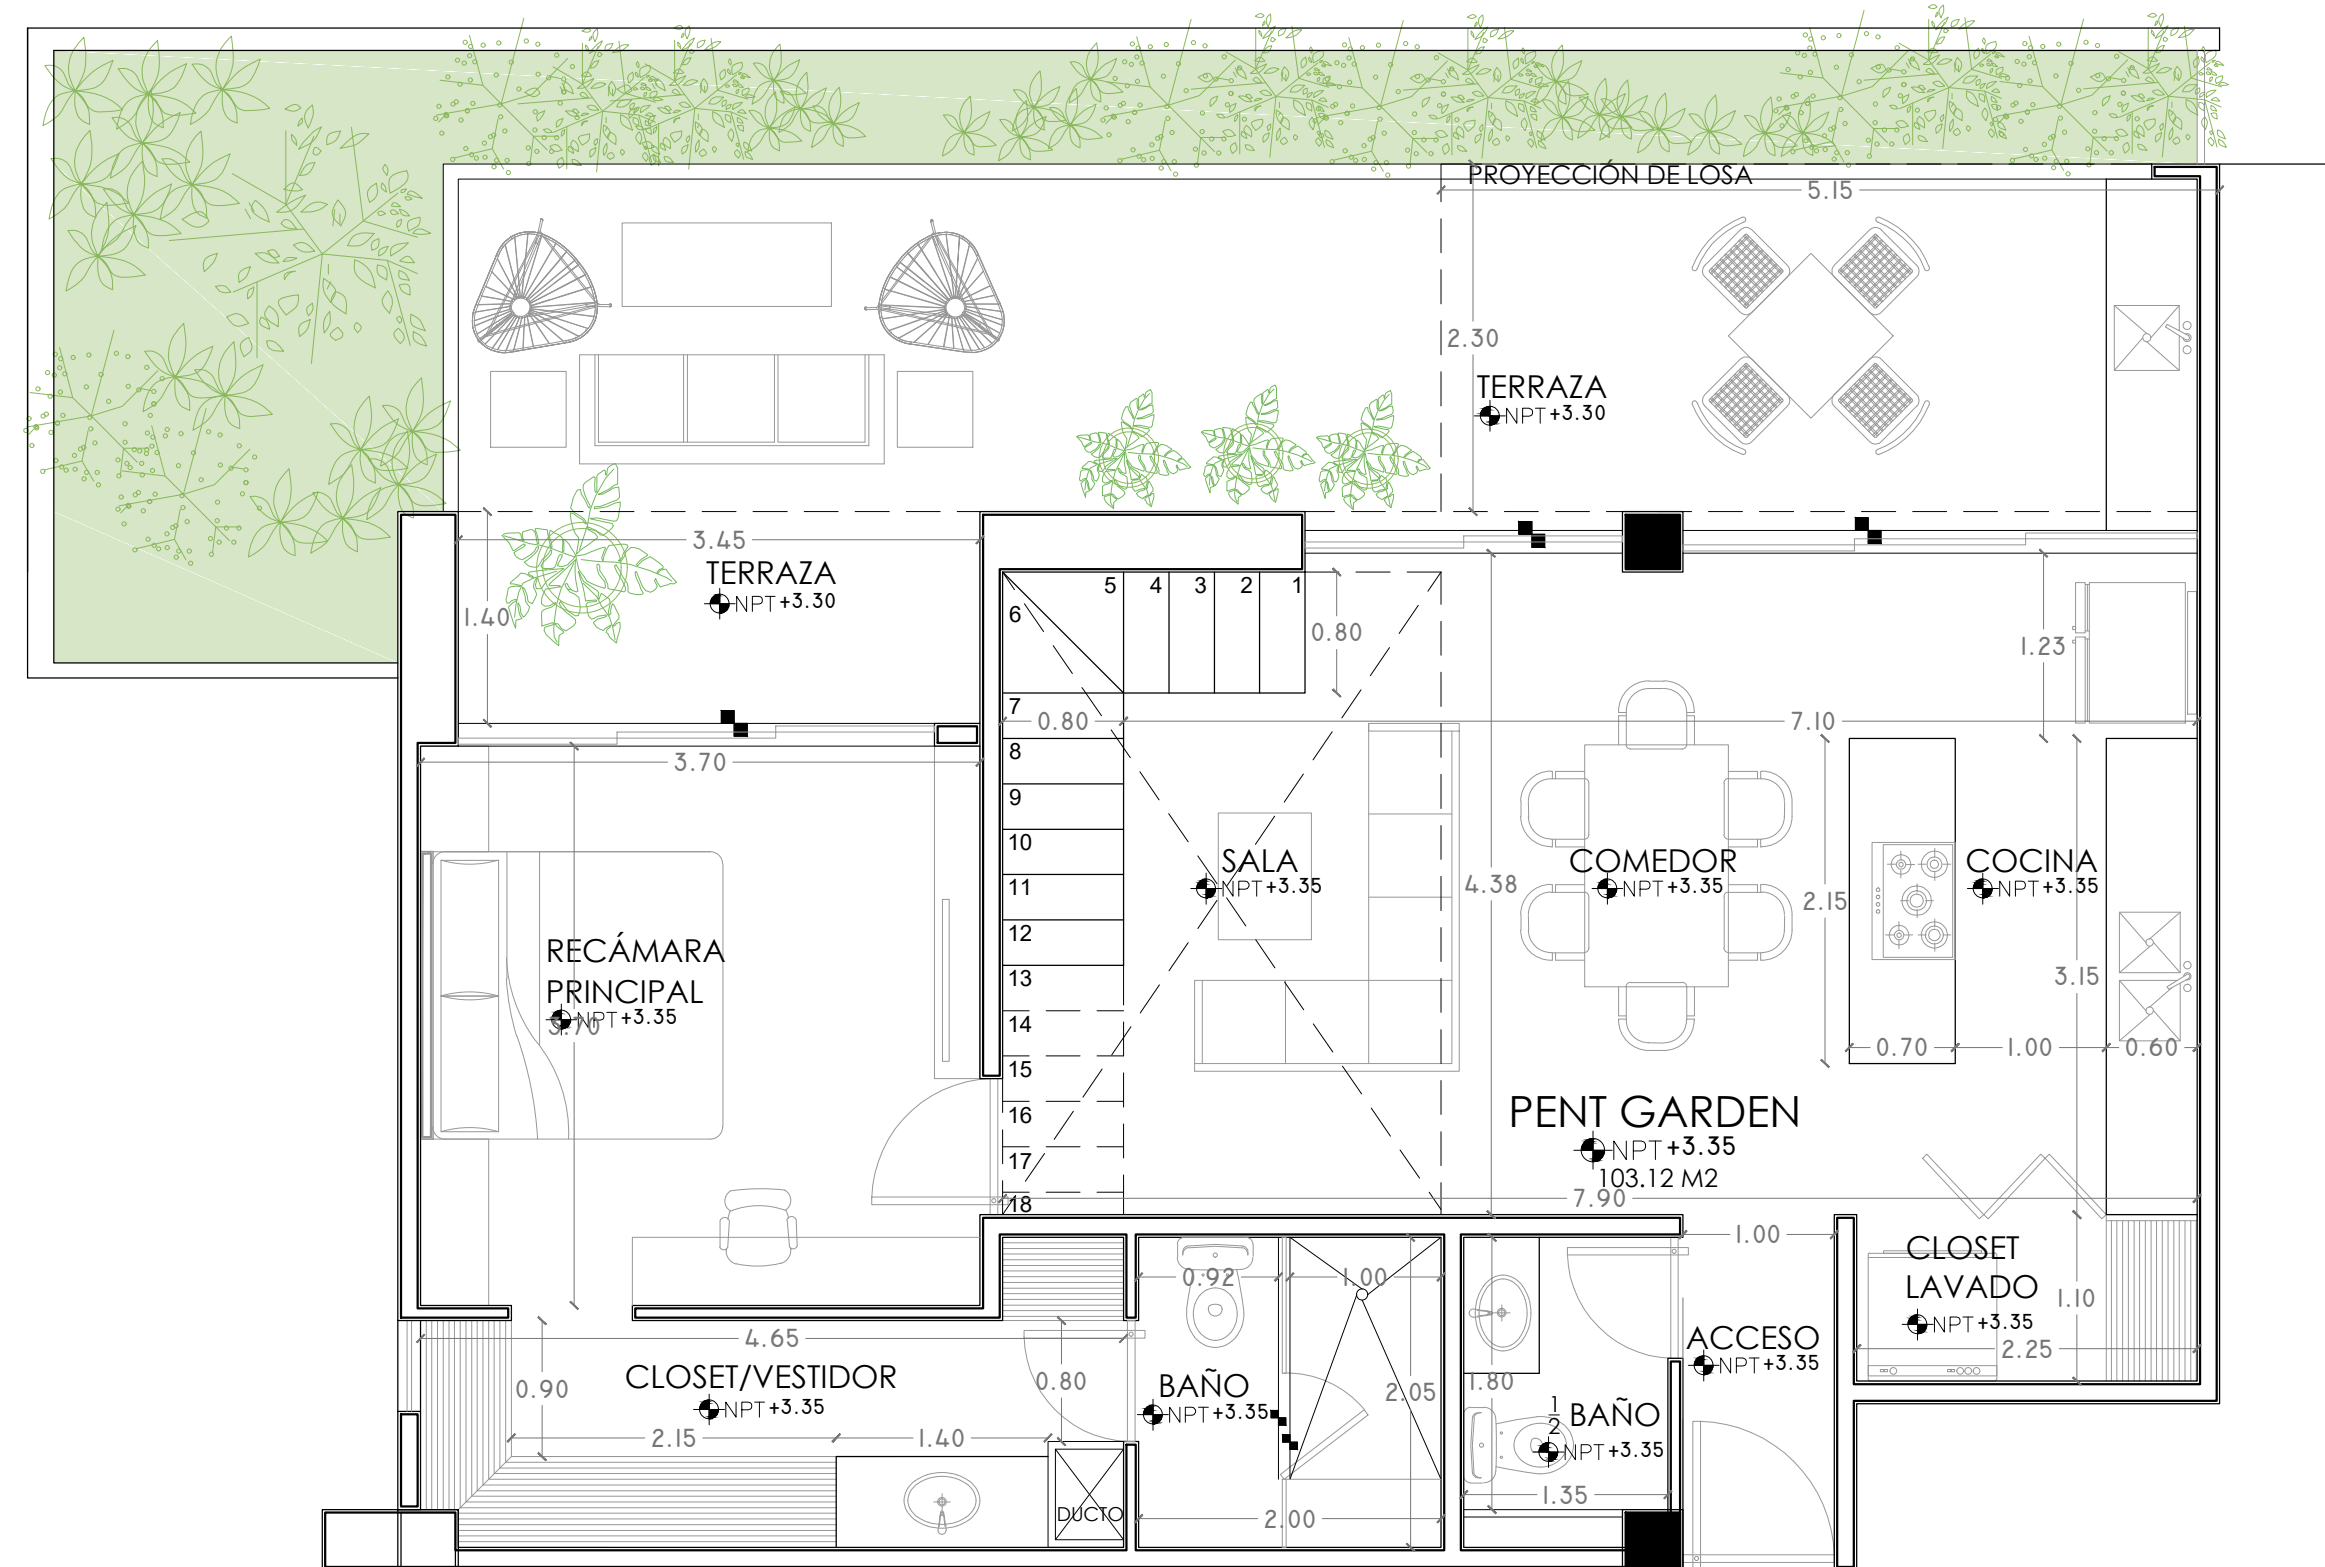 PROYECCIÓN DE LOSA
5.15
2.30
TERRAZA
NPT+3.30
3.45
TERRAZA
NPT+3.30
1.40
5 4 3 2 1
6
0.80
1.23
7
0.80
7.10
3.70
8
9
10
11
12
13
14
15
16
17
18
SALA
NPT+3.35
4.38
COMEDOR
NPT+3.35
2.15
COCINA
NPT+3.35
RECÁMARA
PRINCIPAL
NPT+3.35
3.70
3.15
0.70
1.00
0.60
PENT GARDEN
NPT+3.35
103.12 M2
7.90
1.00
CLOSET
LAVADO
NPT+3.35
1.10
2.25
0.92
1.00
4.65
CLOSET/VESTIDOR
NPT+3.35
0.90
0.80
2.15
1.40
DUCTO
BAÑO
NPT+3.35
2.05
2.00
1.80
1/2 BAÑO
NPT+3.35
1.35
ACCESO
NPT+3.35